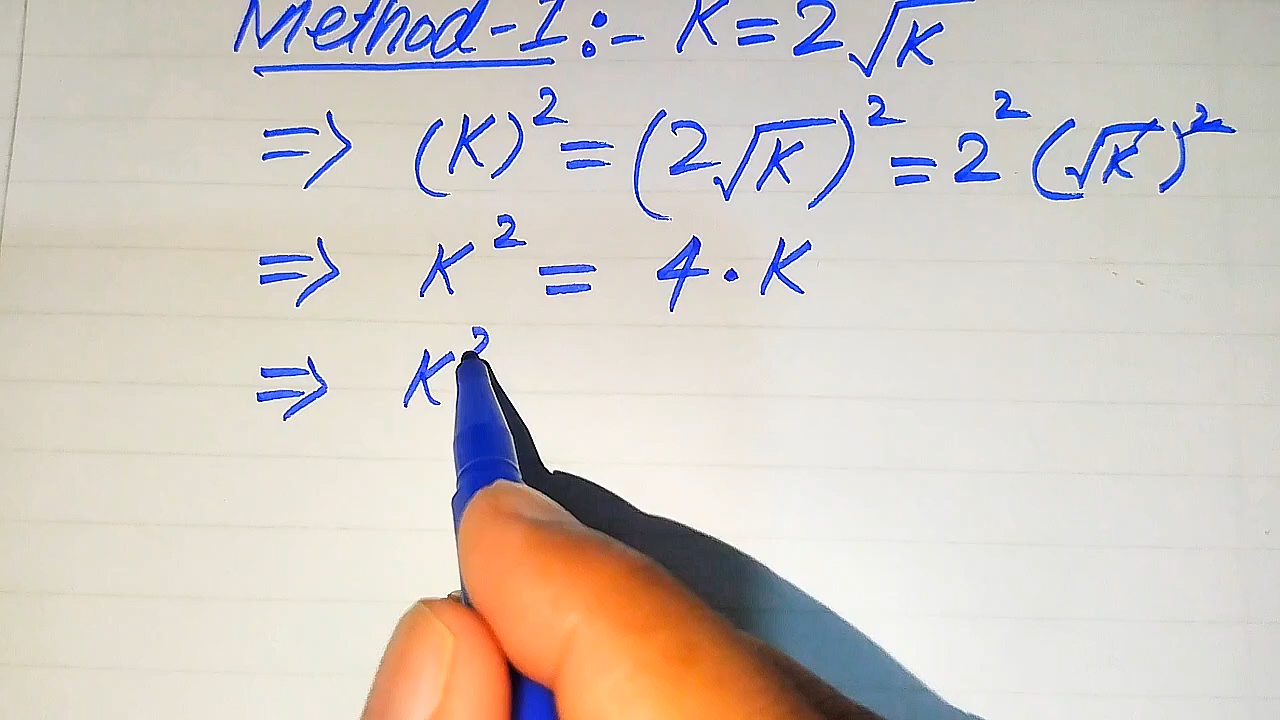 Method-I:- K=2√K
=> (K)² = (2√K)² = 2² (√K)²
=> K² = 4·K
=> K²